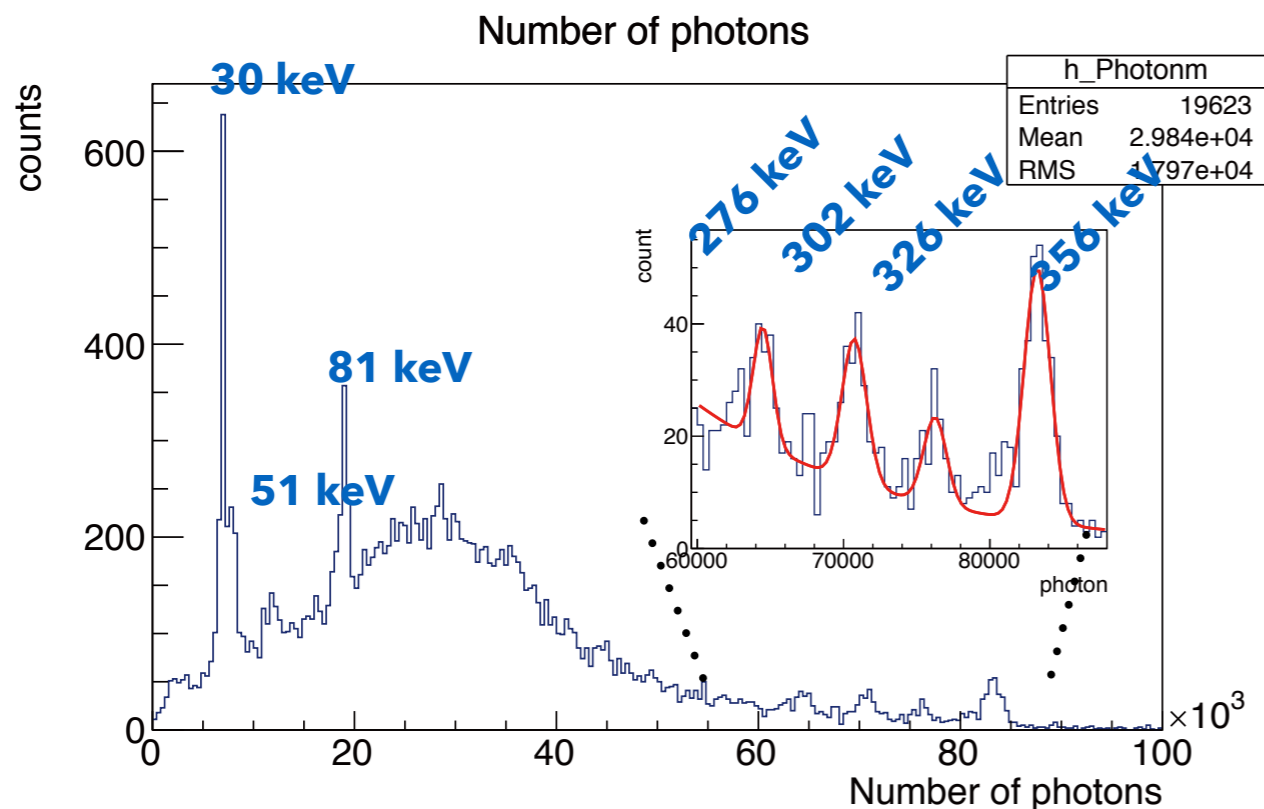 Number of photons
30 keV
h_Photonm
Entries 19623
Mean 2.984e+04
RMS 1.797e+04
counts
600
400
200
0
276 keV
302 keV
326 keV
356 keV
81 keV
51 keV
count
40
20
0
60000 70000 80000
photon
0 20 40 60 80 100
×10³
Number of photons